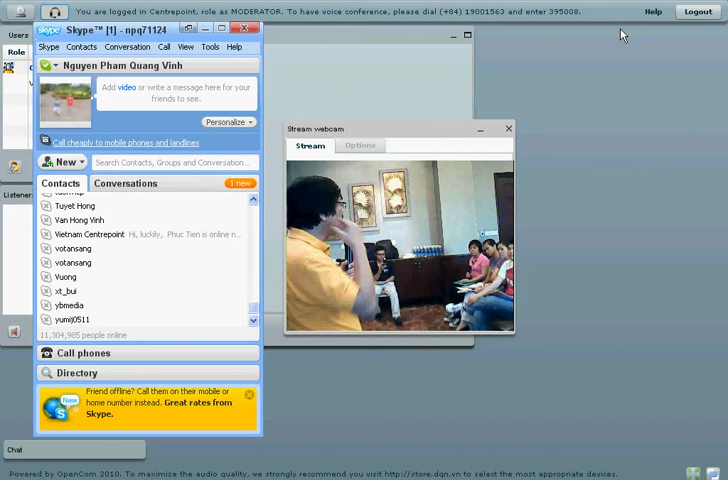 You are logged in Centrepoint, role as MODERATOR. To have voice conference, please dial (+84) 19001563 and enter 395008.
Help
Logout
Users
Role
Listeners
Skype™ [1] - npq71124
Skype Contacts Conversation Call View Tools Help
Nguyen Pham Quang Vinh
Add video or write a message here for your friends to see.
Personalize
Call cheaply to mobile phones and landlines
New
Search Contacts, Groups and Conversation...
Contacts
Conversations
1 new
Tuyet Hong
Van Hong Vinh
Vietnam Centrepoint Hi, luckily, Phuc Tien is online n...
votansang
votansang
Vuong
xt_bui
ybmedia
yumij0511
11,304,985 people online
Call phones
Directory
New
Friend offline? Call them on their mobile or
home number instead. Great rates from
Skype.
Stream webcam
Stream
Options
Chat
Powered by OpenCom 2010. To maximize the audio quality, we strongly recommend you visit http://store.dqn.vn to select the most appropriate devices.